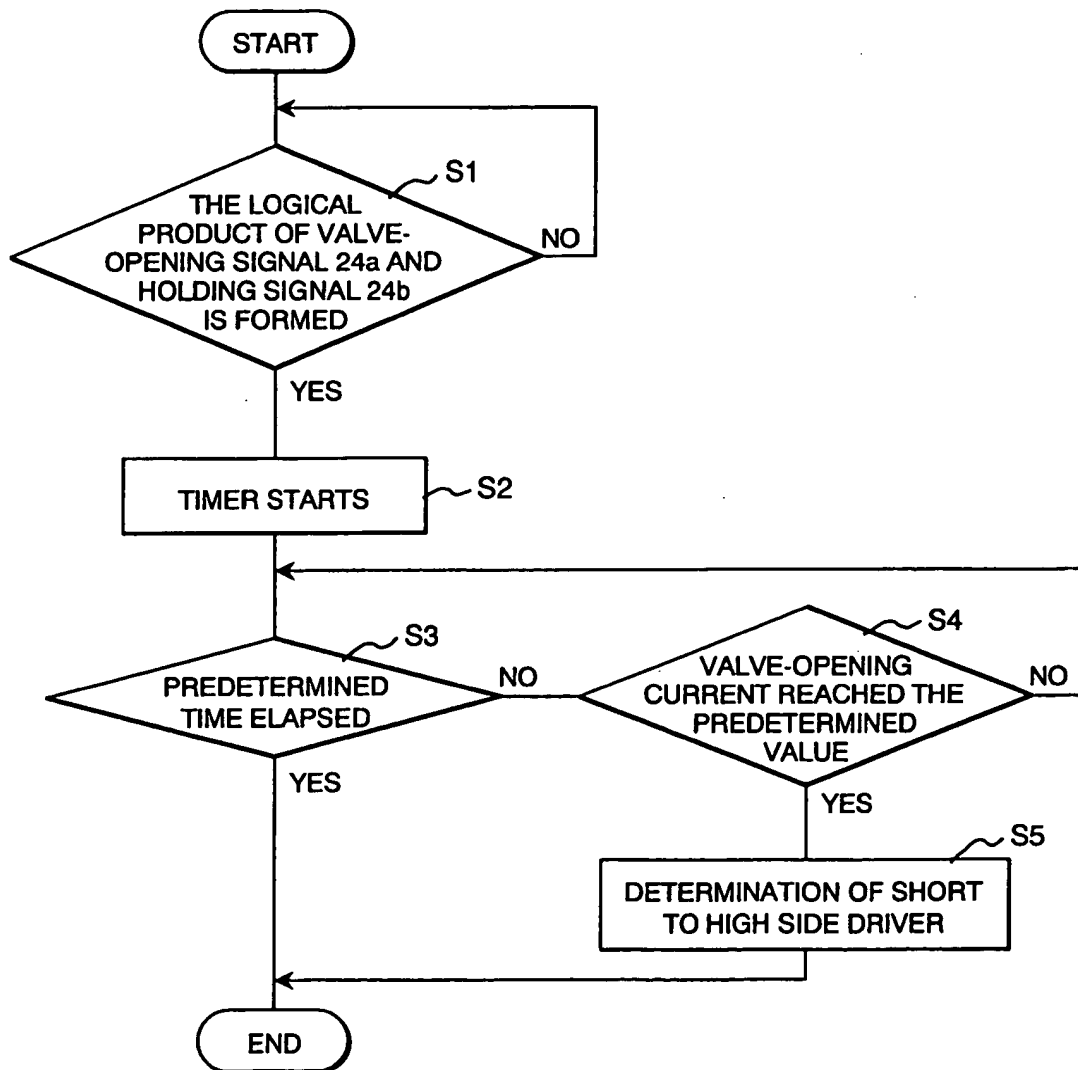 START
S1
THE LOGICAL
PRODUCT OF VALVE-
OPENING SIGNAL 24a AND
HOLDING SIGNAL 24b
IS FORMED
NO
YES
TIMER STARTS
S2
S3
PREDETERMINED
TIME ELAPSED
NO
YES
S4
VALVE-OPENING
CURRENT REACHED THE
PREDETERMINED
VALUE
NO
YES
S5
DETERMINATION OF SHORT
TO HIGH SIDE DRIVER
END